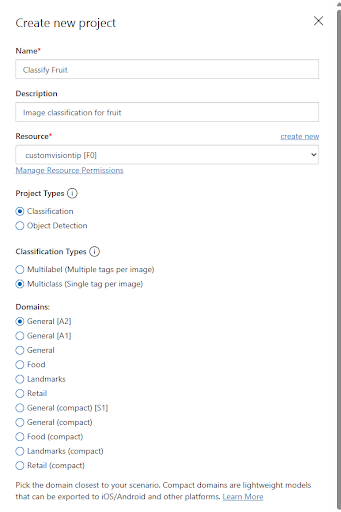 Create new project
Name*
Classify Fruit
Description
Image classification for fruit
Resource*
create new
customvisiontip [F0]
Manage Resource Permissions
Project Types
Classification
Object Detection
Classification Types
Multilabel (Multiple tags per image)
Multiclass (Single tag per image)
Domains:
General [A2]
General [A1]
General
Food
Landmarks
Retail
General (compact) [S1]
General (compact)
Food (compact)
Landmarks (compact)
Retail (compact)
Pick the domain closest to your scenario. Compact domains are lightweight models
that can be exported to iOS/Android and other platforms. Learn More